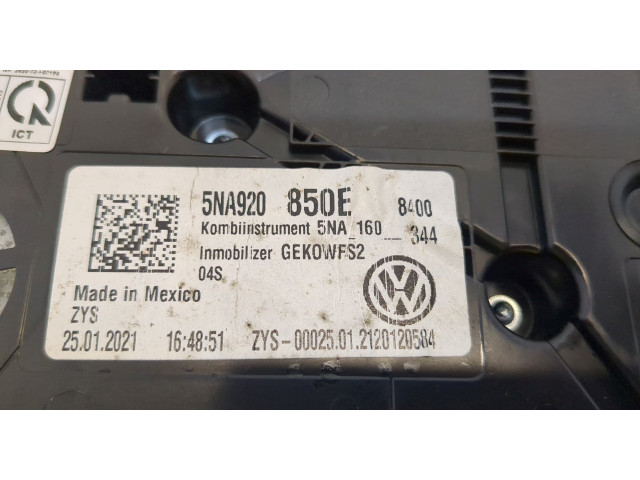 ICT
5NA920 850E 8400
Kombiinstrument 5NA 160 344
Inmobilizer GEKOWFS2
04S
Made in Mexico
ZYS
25.01.2021 16:48:51 ZYS-00025.01.2120120584